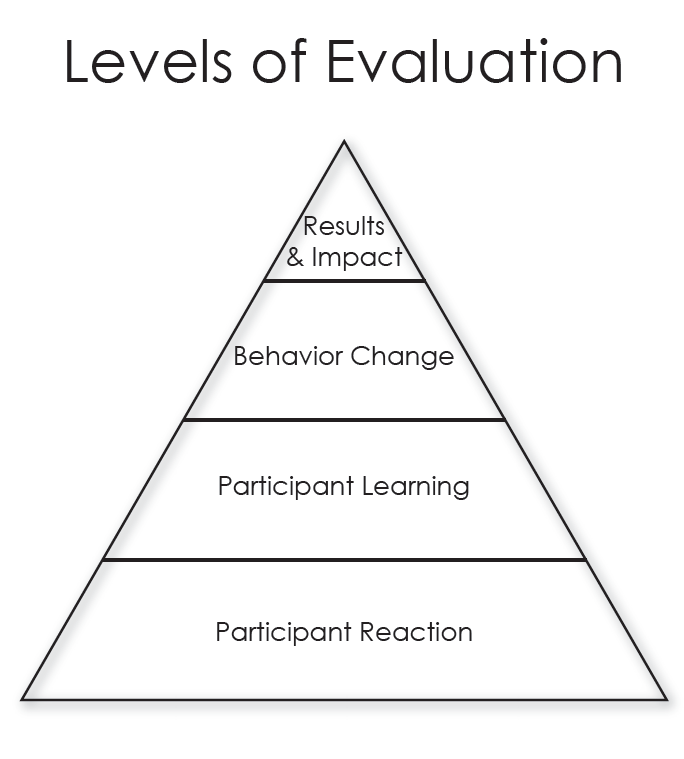 Levels of Evaluation
Results
& Impact
Behavior Change
Participant Learning
Participant Reaction